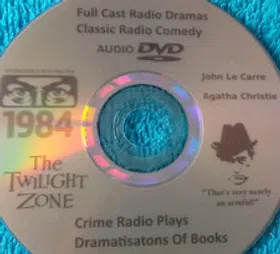 Full Cast Radio Dramas
Classic Radio Comedy
AUDIO DVD
John Le Carre
Agatha Christie
1984
The
TWILIGHT
ZONE
"That's very nearly
an armful!"
Crime Radio Plays
Dramatisatons Of Books